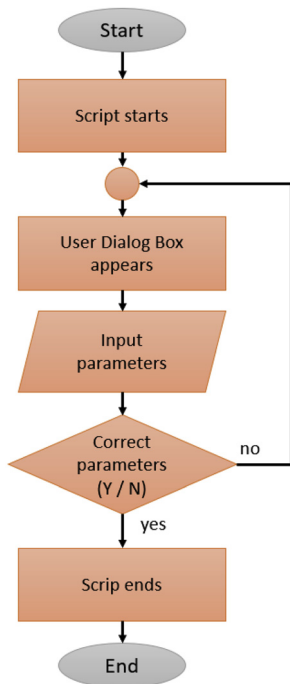 Start
Script starts
User Dialog Box
appears
Input
parameters
Correct
parameters
(Y / N)
no
yes
Scrip ends
End